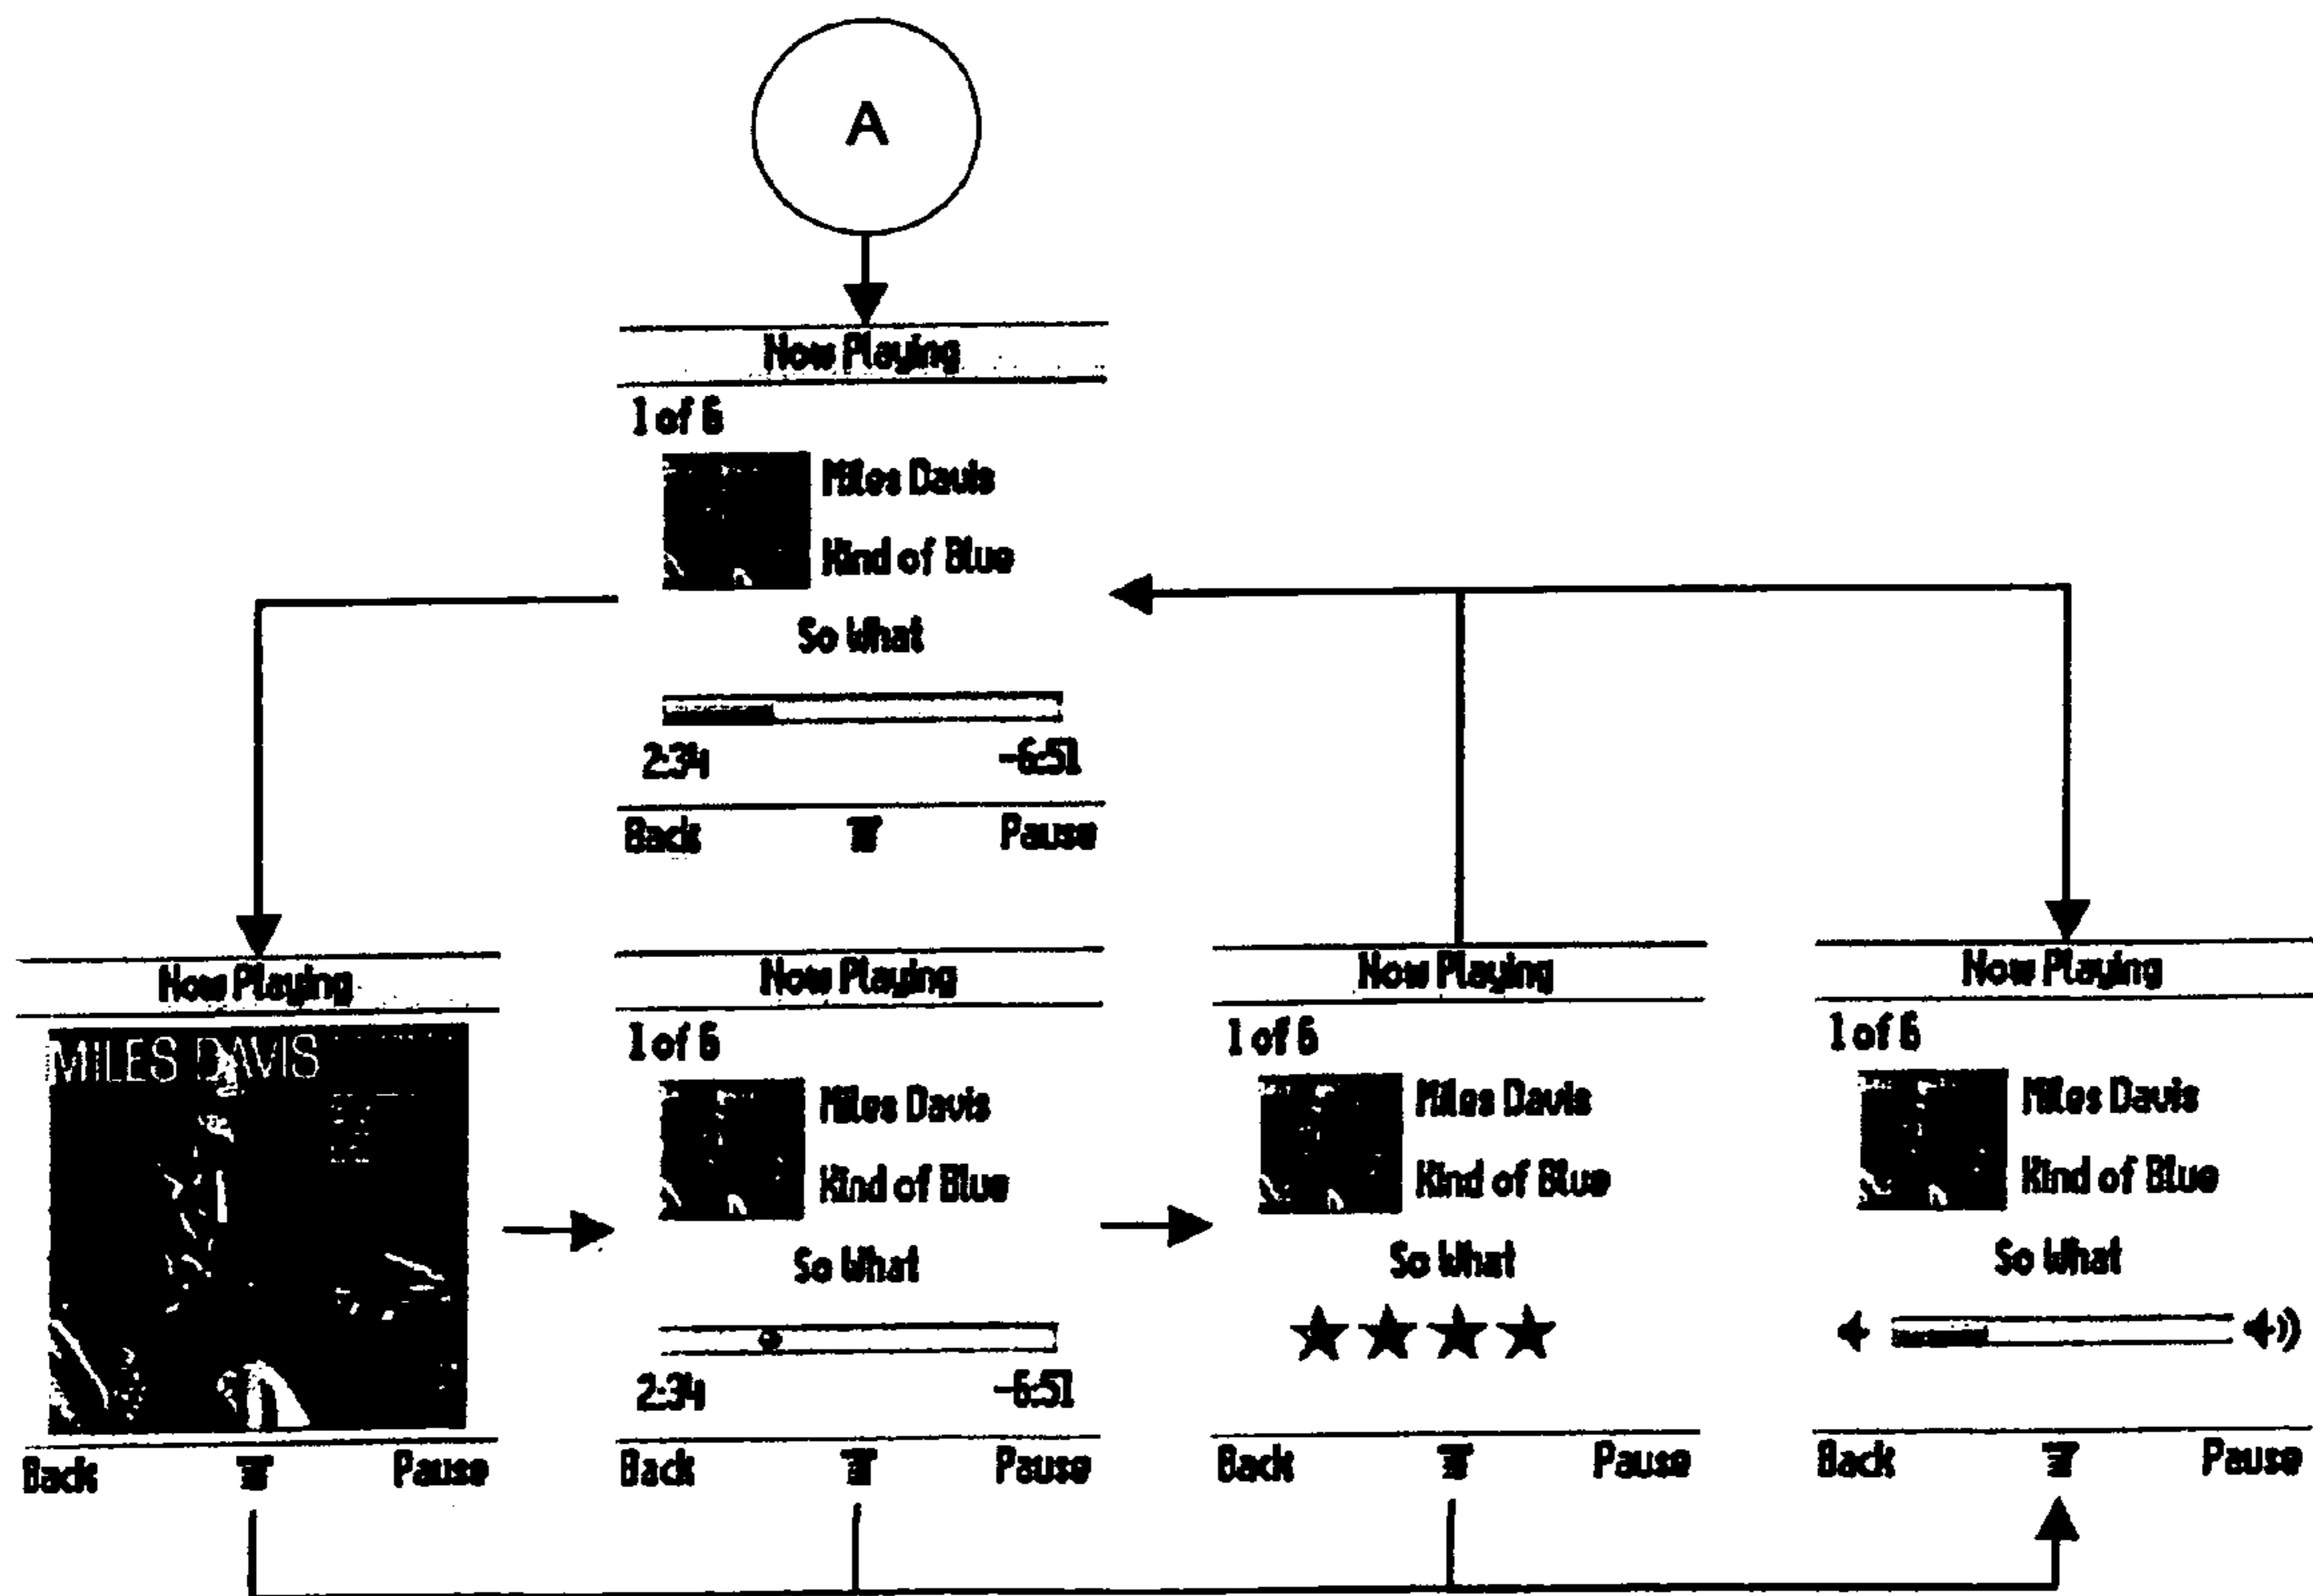 A
Now Playing
1 of 6
Miles Davis
Kind of Blue
So What
2:34 -6:51
Back Pause
Now Playing
MILES DAVIS
Back Pause
Now Playing
1 of 6
Miles Davis
Kind of Blue
So What
2:34 -6:51
Back Pause
Now Playing
1 of 6
Miles Davis
Kind of Blue
So What
★★★★
Back Pause
Now Playing
1 of 6
Miles Davis
Kind of Blue
So What
Back Pause